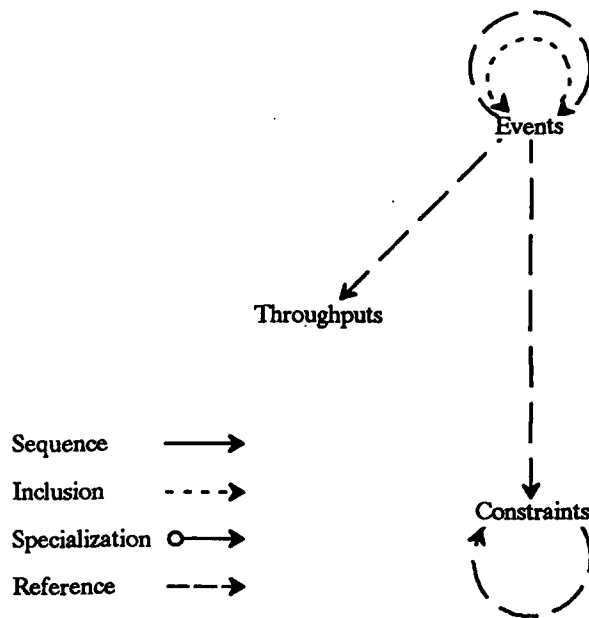 Events
Throughputs
Sequence
Inclusion
Constraints
Specialization
Reference